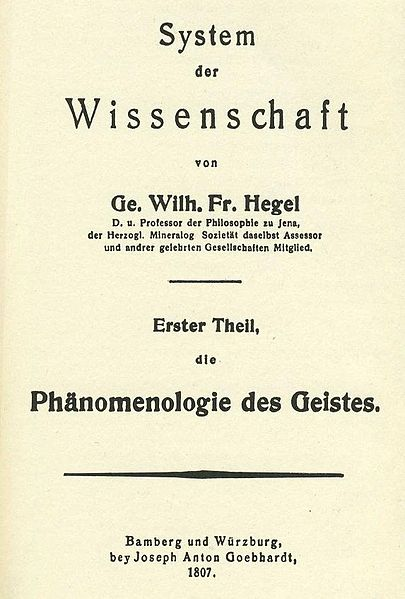 System
der
Wissenschaft
von
Ge. Wilh. Fr. Hegel
D. u. Professor der Philosophie zu Jena,
der Herzogl. Mineralog Sozietät daselbst Assessor
und andrer gelehrten Gesellschaften Mitglied.
Erster Theil,
die
Phänomenologie des Geistes.
Bamberg und Würzburg,
bey Joseph Anton Goebhardt,
1807.